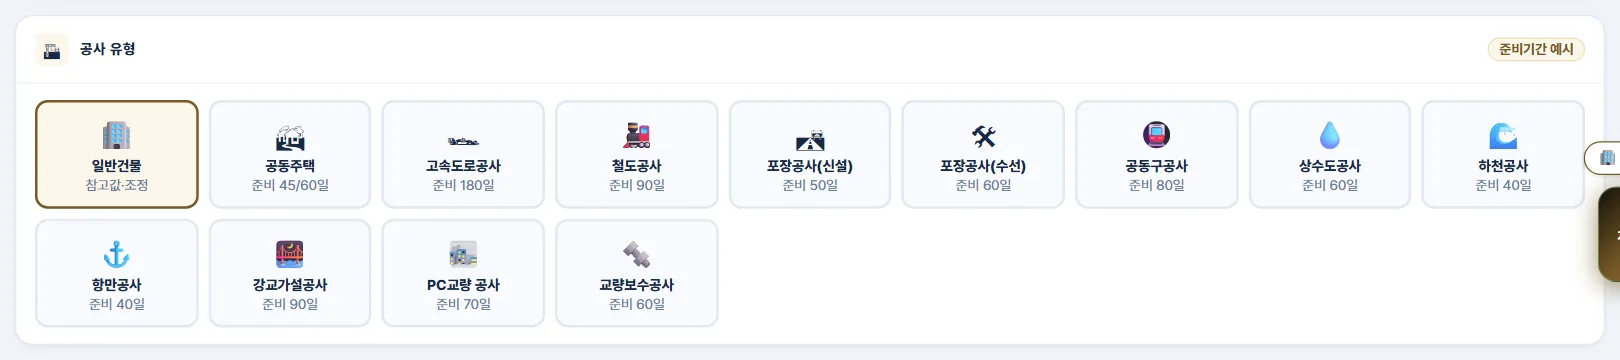 공사 유형
준비기간 예시
일반건물
참고값·조정
공동주택
준비 45/60일
고속도로공사
준비 180일
철도공사
준비 90일
포장공사(신설)
준비 50일
포장공사(수선)
준비 60일
공동구공사
준비 80일
상수도공사
준비 60일
하천공사
준비 40일
항만공사
준비 40일
강교가설공사
준비 90일
PC교량 공사
준비 70일
교량보수공사
준비 60일